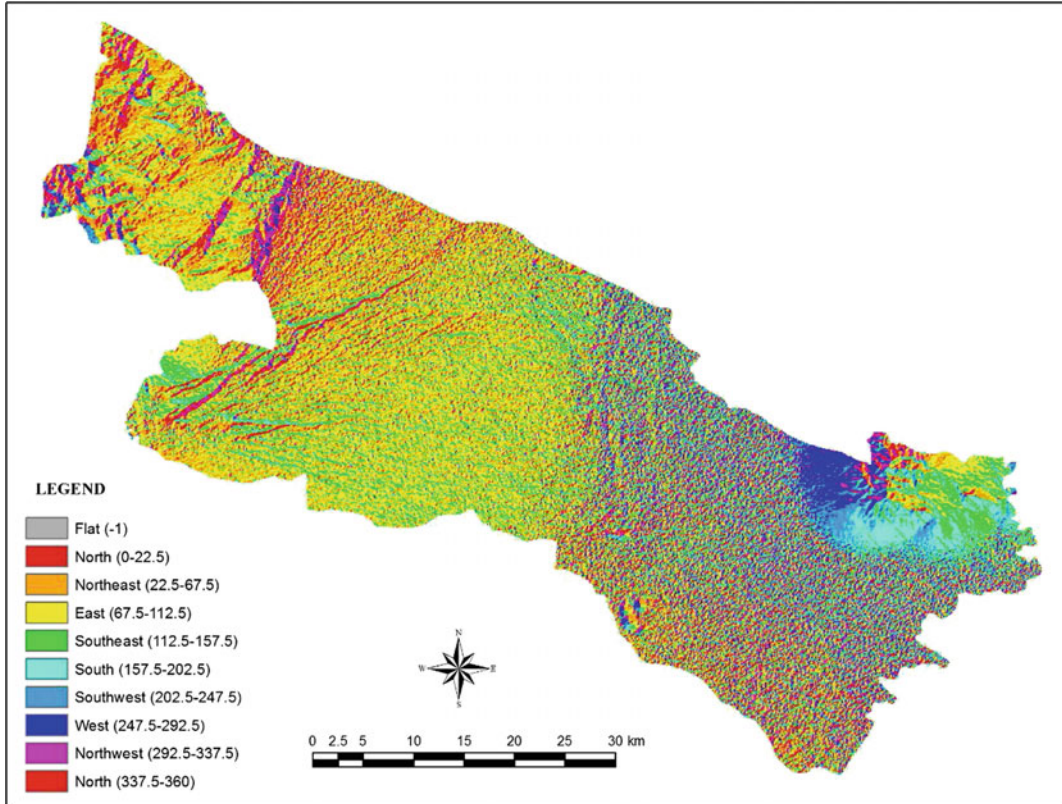 LEGEND
Flat (-1)
North (0-22.5)
Northeast (22.5-67.5)
East (67.5-112.5)
Southeast (112.5-157.5)
South (157.5-202.5)
Southwest (202.5-247.5)
West (247.5-292.5)
Northwest (292.5-337.5)
North (337.5-360)
N
W E
S
0 2.5 5 10 15 20 25 30 km